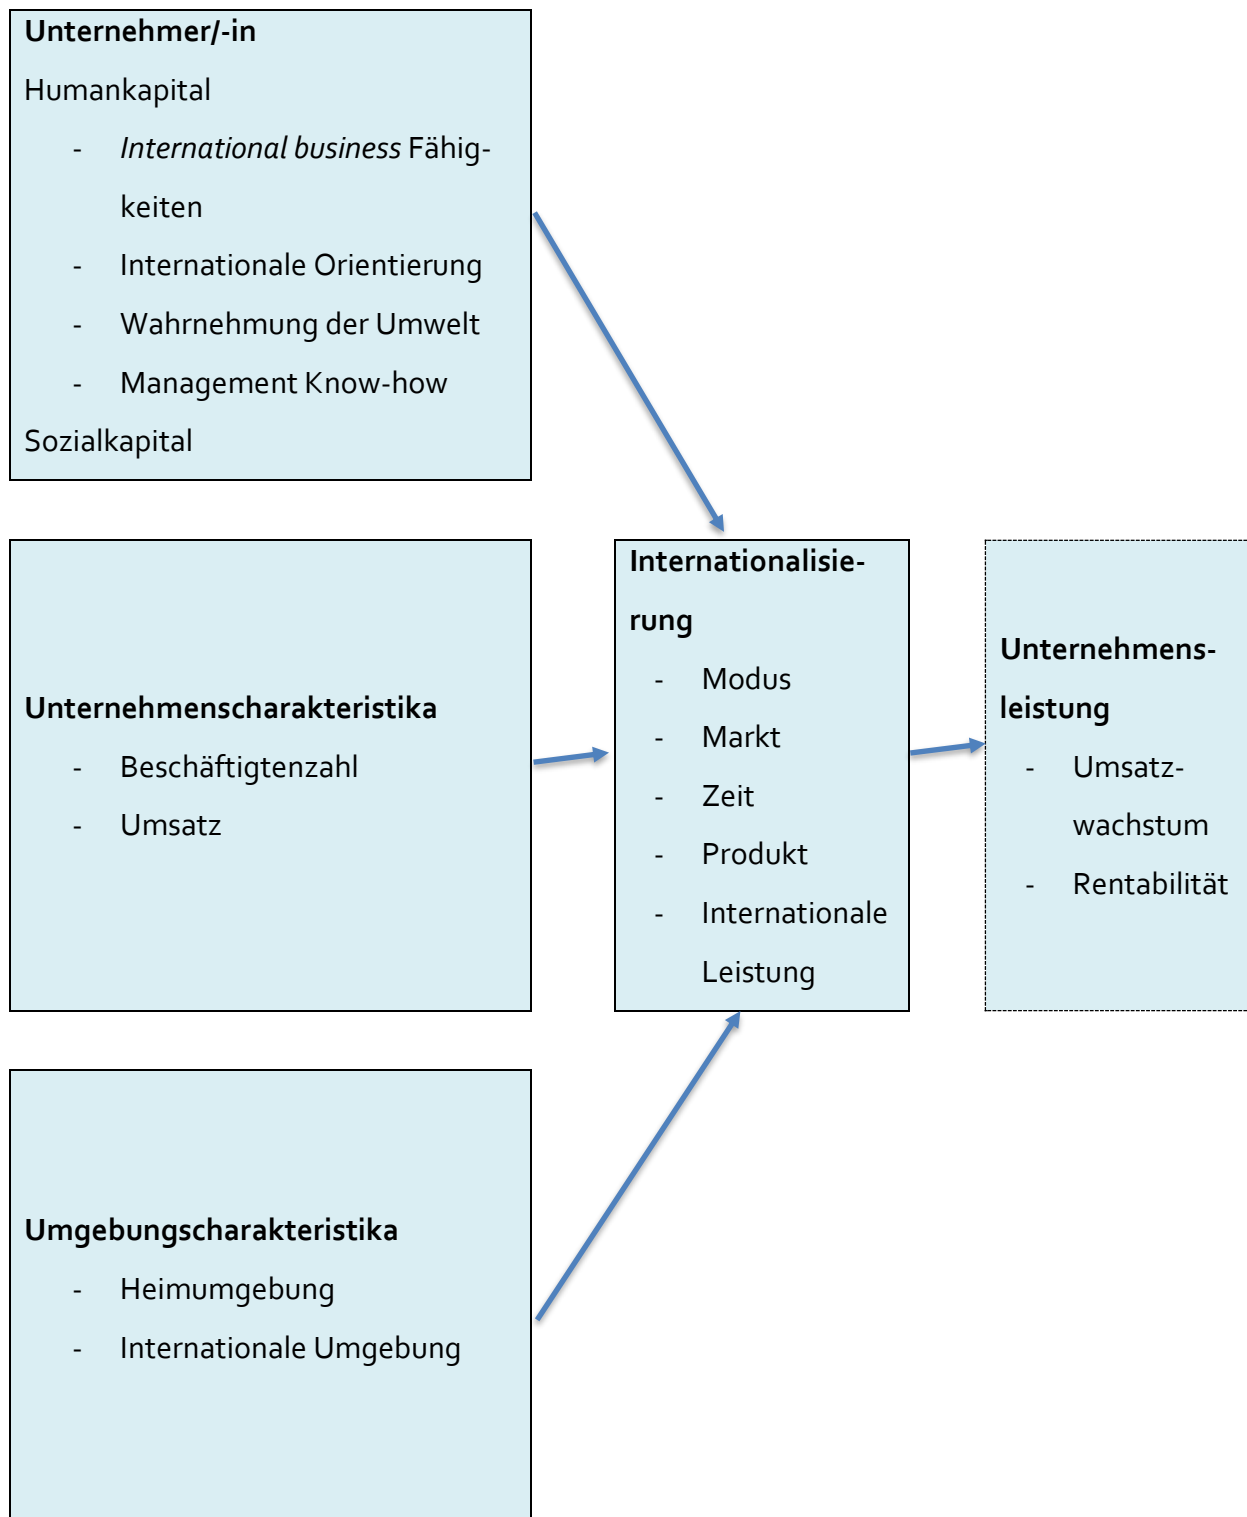 Unternehmer/-in
Humankapital
- International business Fähig-
keiten
- Internationale Orientierung
- Wahrnehmung der Umwelt
- Management Know-how
Sozialkapital
Unternehmenscharakteristika
- Beschäftigtenzahl
- Umsatz
Internationalisie-
rung
- Modus
- Markt
- Zeit
- Produkt
- Internationale
Leistung
Unternehmens-
leistung
- Umsatz-
wachstum
- Rentabilität
Umgebungscharakteristika
- Heimumgebung
- Internationale Umgebung